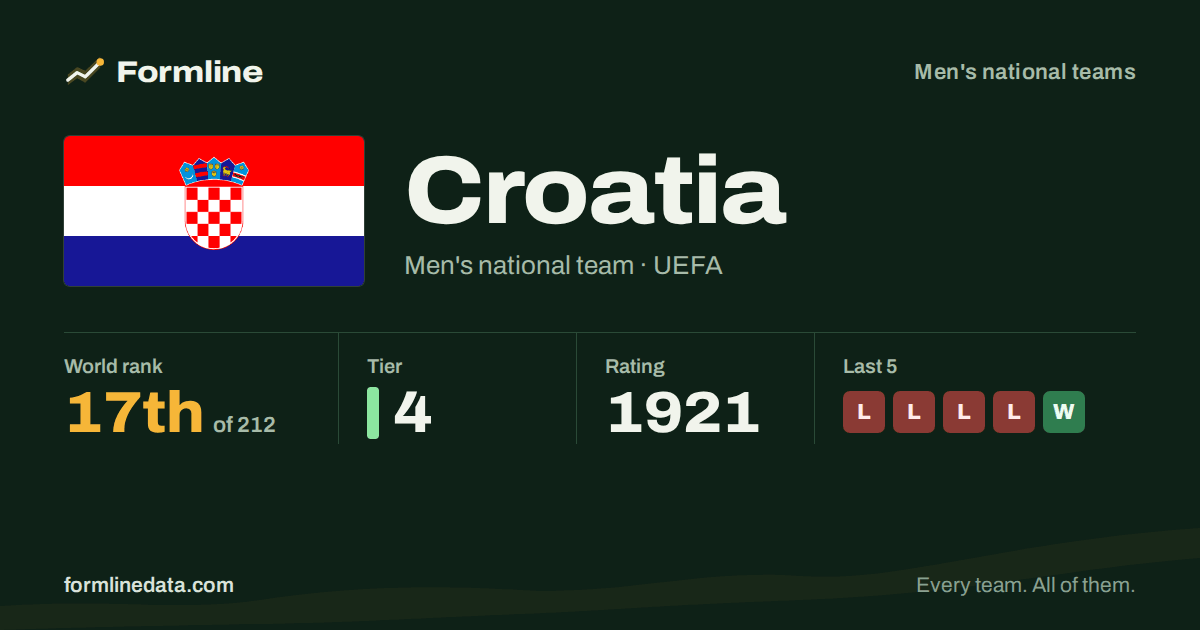 Formline
Men's national teams
Croatia
Men's national team · UEFA
World rank
17th of 212
Tier
4
Rating
1921
Last 5
L L L L W
formlinedata.com
Every team. All of them.